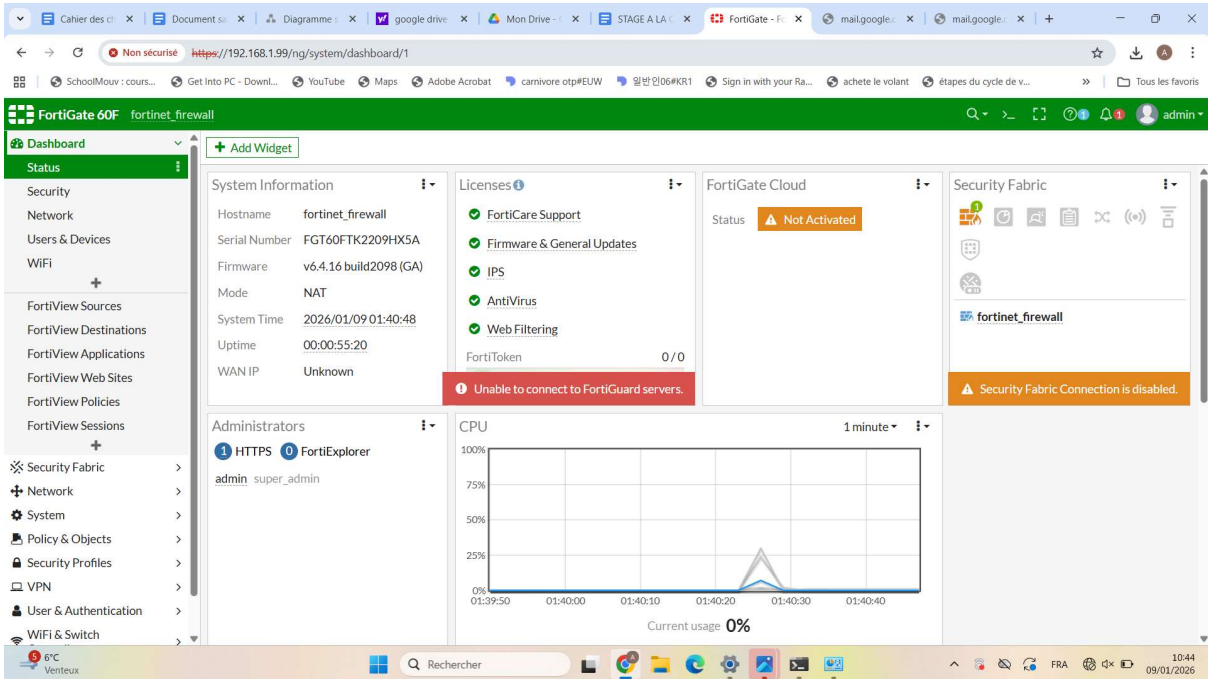 Cahier des ch
Document sa
Diagramme s
google drive
Mon Drive - G
STAGE A LA C
FortiGate - Fo
mail.google.c
mail.google.c
Non sécurisé
https://192.168.1.99/ng/system/dashboard/1
SchoolMouv : cours...
Get Into PC - Downl...
YouTube
Maps
Adobe Acrobat
carnivore otp#EUW
일반인06#KR1
Sign in with your Ra...
achete le volant
étapes du cycle de v...
»
Tous les favoris
FortiGate 60F
fortinet_firewall
1
1
admin
Dashboard
Status
Security
Network
Users & Devices
WiFi
FortiView Sources
FortiView Destinations
FortiView Applications
FortiView Web Sites
FortiView Policies
FortiView Sessions
Security Fabric
Network
System
Policy & Objects
Security Profiles
VPN
User & Authentication
WiFi & Switch
Add Widget
System Information
Hostname fortinet_firewall
Serial Number FGT60FTK2209HX5A
Firmware v6.4.16 build2098 (GA)
Mode NAT
System Time 2026/01/09 01:40:48
Uptime 00:00:55:20
WAN IP Unknown
Licenses
FortiCare Support
Firmware & General Updates
IPS
AntiVirus
Web Filtering
FortiToken 0 / 0
Unable to connect to FortiGuard servers.
FortiGate Cloud
Status Not Activated
Security Fabric
1
fortinet_firewall
Security Fabric Connection is disabled.
Administrators
1 HTTPS 0 FortiExplorer
admin super_admin
CPU
1 minute
100%
75%
50%
25%
0%
01:39:50 01:40:00 01:40:10 01:40:20 01:40:30 01:40:40
Current usage 0%
5
6°C
Venteux
Rechercher
FRA
10:44
09/01/2026